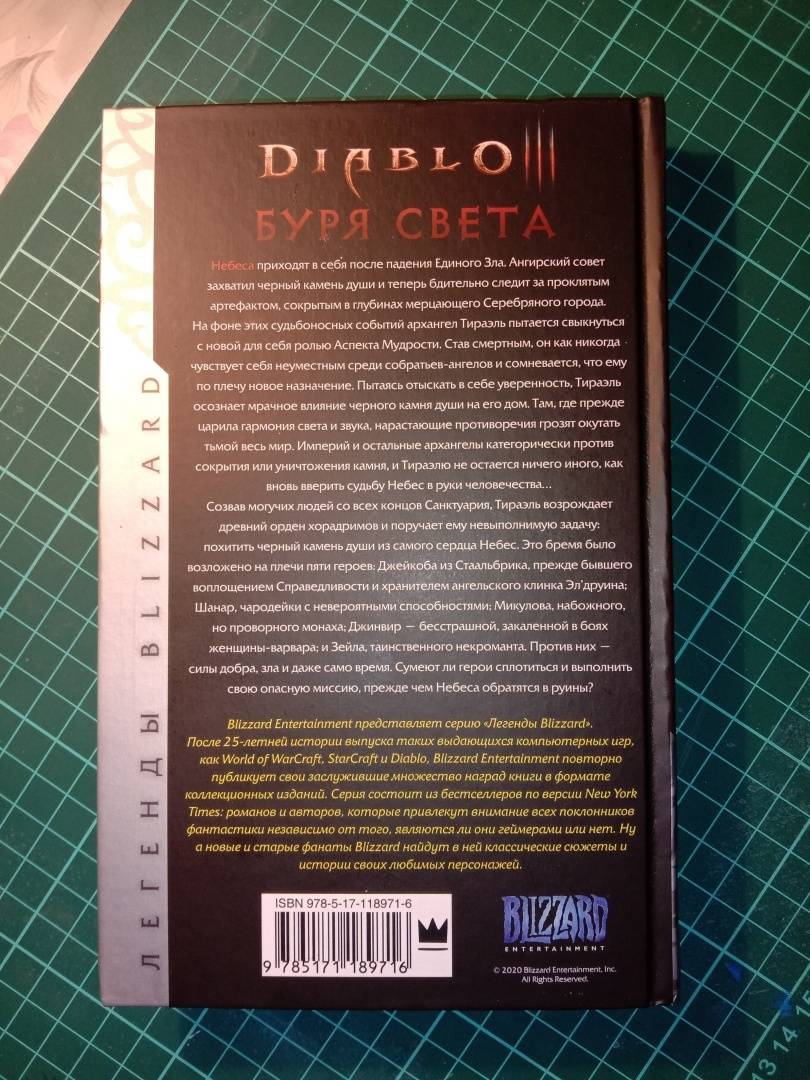 DIABLO III
БУРЯ СВЕТА
Небеса приходят в себя после падения Единого Зла. Ангирский совет
захватил черный камень души и теперь бдительно следит за проклятым
артефактом, сокрытым в глубинах мерцающего Серебряного города.
На фоне этих судьбоносных событий архангел Тираэль пытается свыкнуться
с новой для себя ролью Аспекта Мудрости. Став смертным, он как никогда
чувствует себя неуместным среди собратьев-ангелов и сомневается, что ему
по плечу новое назначение. Пытаясь отыскать в себе уверенность, Тираэль
осознает мрачное влияние черного камня души на его дом. Там, где прежде
царила гармония света и звука, нарастающие противоречия грозят окутать
тьмой весь мир. Империй и остальные архангелы категорически против
сокрытия или уничтожения камня, и Тираэлю не остается ничего иного, как
вновь вверить судьбу Небес в руки человечества...
Созвав могучих людей со всех концов Санктуария, Тираэль возрождает
древний орден хорадримов и поручает ему невыполнимую задачу:
похитить черный камень души из самого сердца Небес. Это бремя было
возложено на плечи пяти героев: Джейкоба из Стаальбрика, прежде бывшего
воплощением Справедливости и хранителем ангельского клинка Эл'друина;
Шанар, чародейки с невероятными способностями; Микулова, набожного,
но проворного монаха; Джинвир — бесстрашной, закаленной в боях
женщины-варвара; и Зейла, таинственного некроманта. Против них —
силы добра, зла и даже само время. Сумеют ли герои сплотиться и выполнить
свою опасную миссию, прежде чем Небеса обратятся в руины?
Blizzard Entertainment представляет серию «Легенды Blizzard».
После 25-летней истории выпуска таких выдающихся компьютерных игр,
как World of WarCraft, StarCraft и Diablo, Blizzard Entertainment повторно
публикует свои заслужившие множество наград книги в формате
коллекционных изданий. Серия состоит из бестселлеров по версии New York
Times: романов и авторов, которые привлекут внимание всех поклонников
фантастики независимо от того, являются ли они геймерами или нет. Ну
а новые и старые фанаты Blizzard найдут в ней классические сюжеты и
истории своих любимых персонажей.
ISBN 978-5-17-118971-6
9 785171 189716
BLIZZARD
ENTERTAINMENT
© 2020 Blizzard Entertainment, Inc.
All Rights Reserved.
ЛЕГЕНДЫ BLIZZARD
13 14